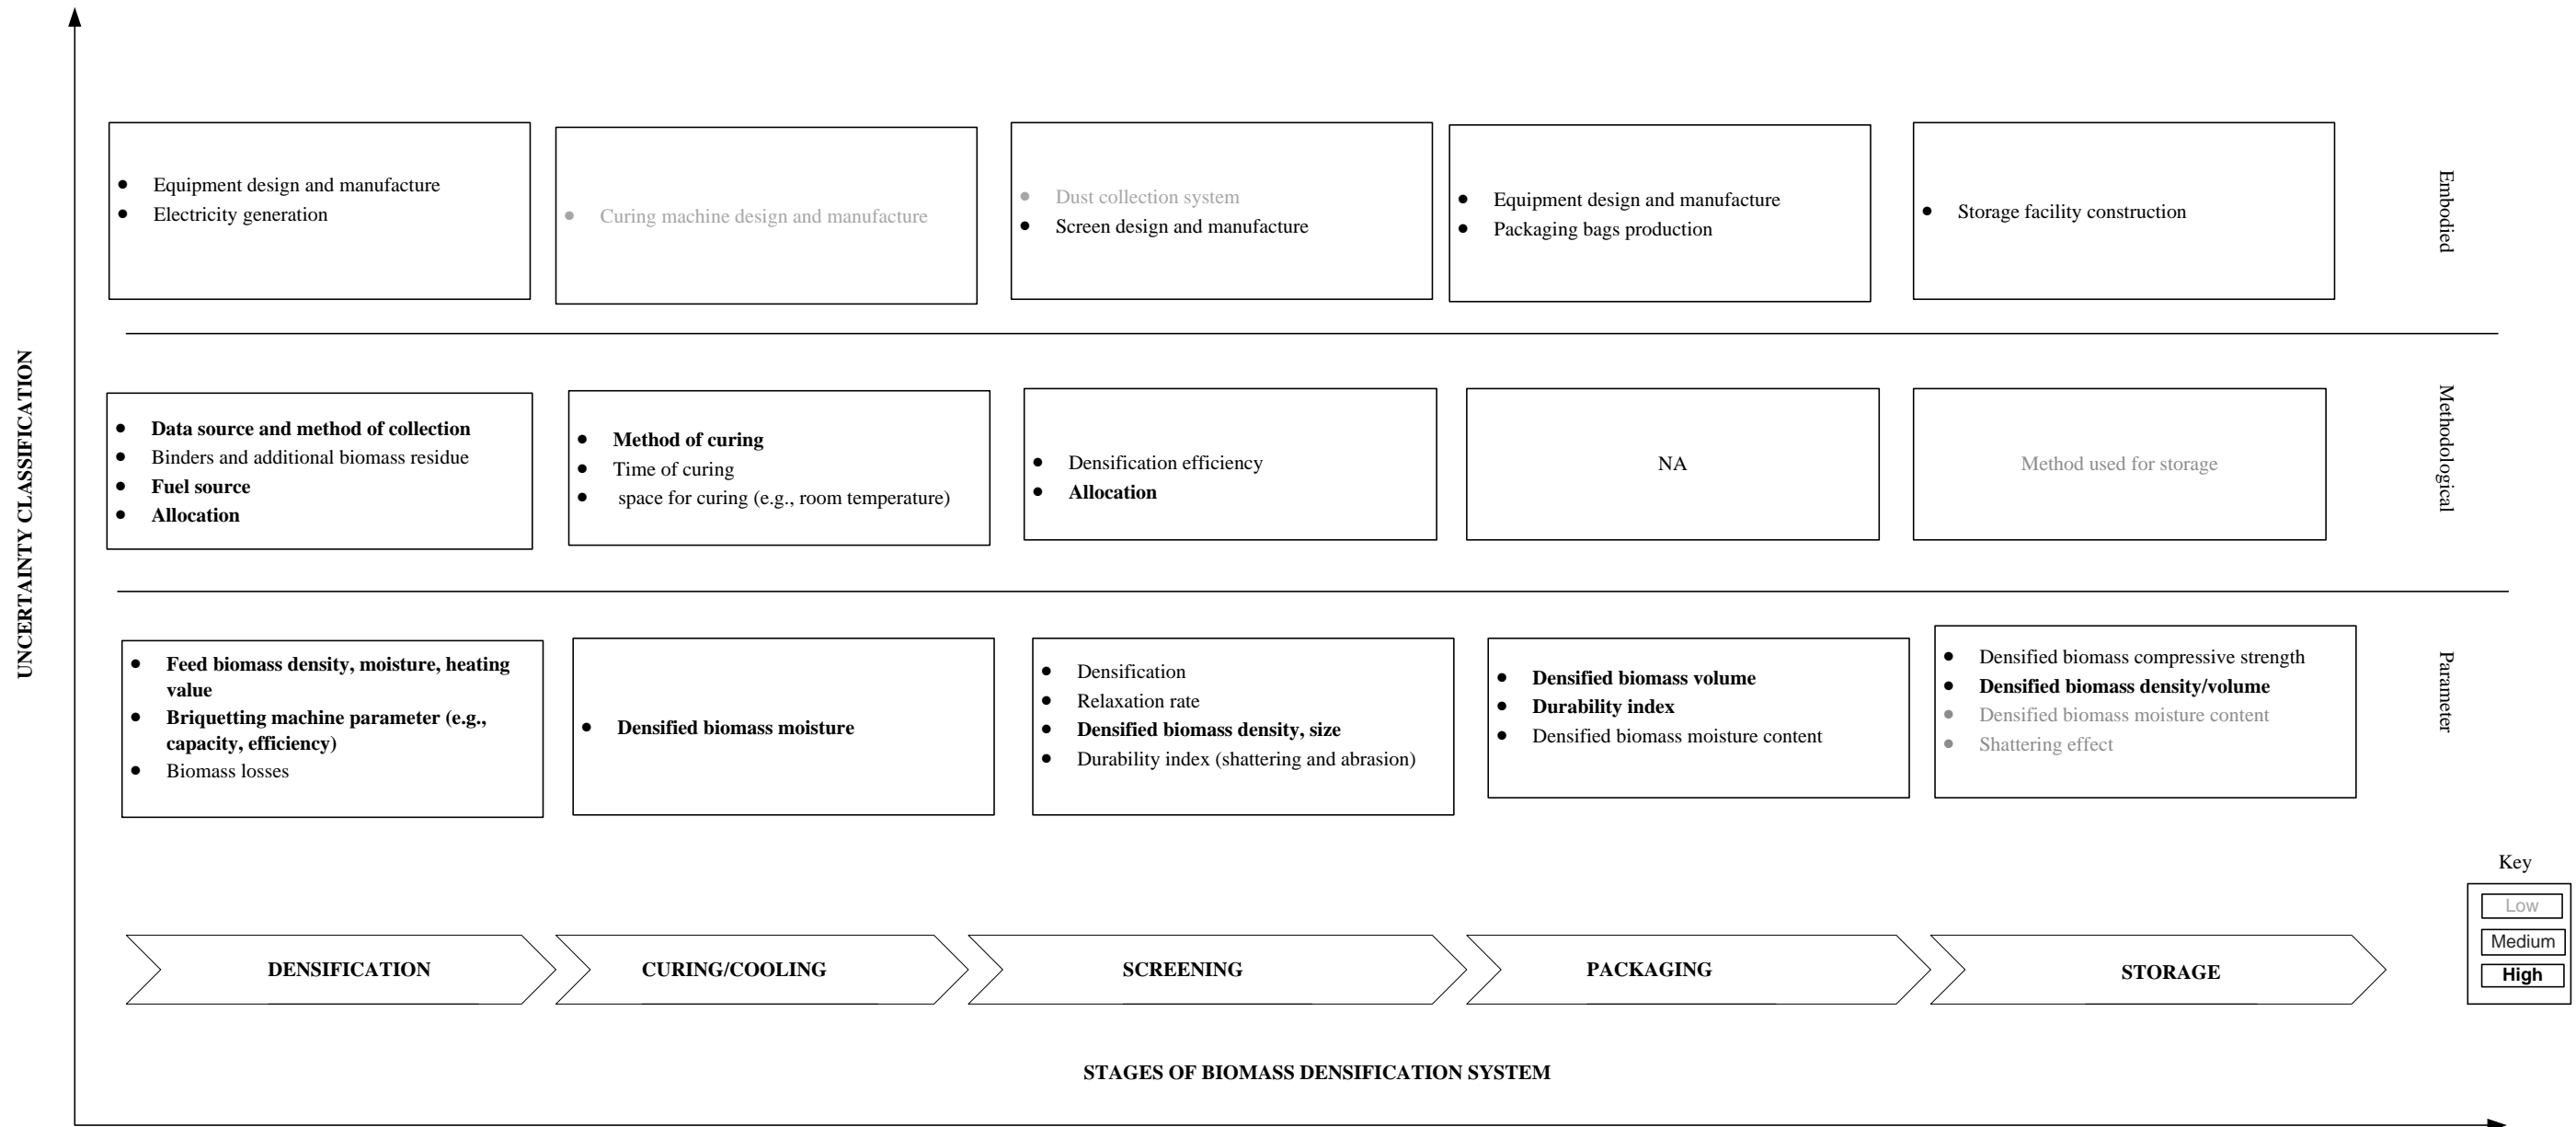 UNCERTAINTY CLASSIFICATION
• Equipment design and manufacture
• Electricity generation
• Curing machine design and manufacture
• Dust collection system
• Screen design and manufacture
• Equipment design and manufacture
• Packaging bags production
• Storage facility construction
Embodied
• Data source and method of collection
• Binders and additional biomass residue
• Fuel source
• Allocation
• Method of curing
• Time of curing
• space for curing (e.g., room temperature)
• Densification efficiency
• Allocation
NA
Method used for storage
Methodological
• Feed biomass density, moisture, heating
value
• Briquetting machine parameter (e.g.,
capacity, efficiency)
• Biomass losses
• Densified biomass moisture
• Densification
• Relaxation rate
• Densified biomass density, size
• Durability index (shattering and abrasion)
• Densified biomass volume
• Durability index
• Densified biomass moisture content
• Densified biomass compressive strength
• Densified biomass density/volume
• Densified biomass moisture content
• Shattering effect
Parameter
Key
Low
Medium
High
DENSIFICATION
CURING/COOLING
SCREENING
PACKAGING
STORAGE
STAGES OF BIOMASS DENSIFICATION SYSTEM